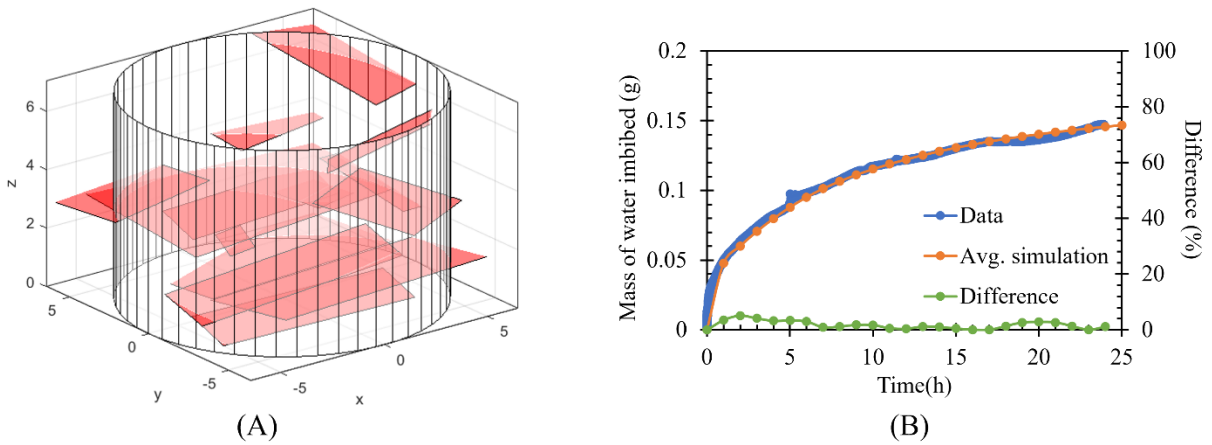 6
4
2
0
z
5
0
-5
y
-5
0
5
x
(A)
0.2
0.15
0.1
0.05
0
Mass of water imbibed (g)
100
80
60
40
20
0
Difference (%)
Data
Avg. simulation
Difference
0 5 10 15 20 25
Time(h)
(B)